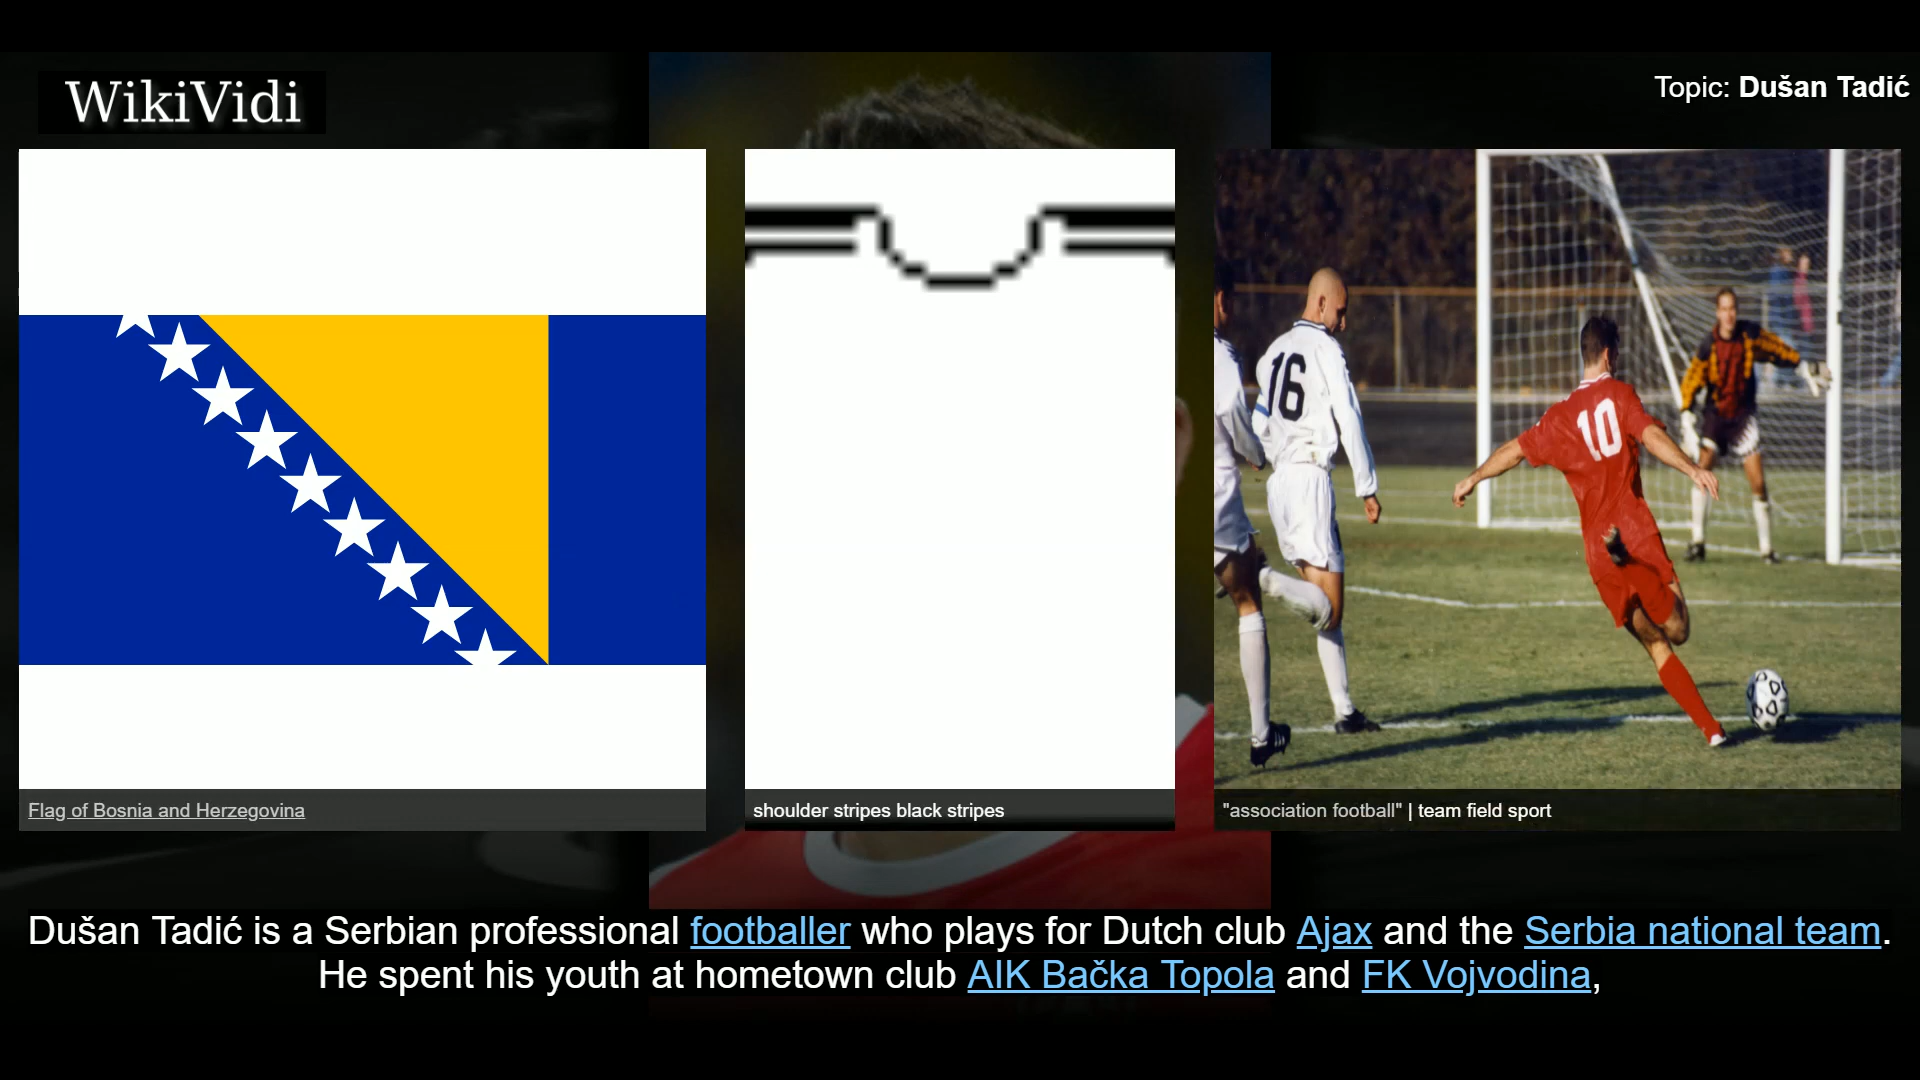 WikiVidi
Topic: Dušan Tadić
16
10
Flag of Bosnia and Herzegovina
shoulder stripes black stripes
"association football" | team field sport
Dušan Tadić is a Serbian professional footballer who plays for Dutch club Ajax and the Serbia national team.
He spent his youth at hometown club AIK Bačka Topola and FK Vojvodina,